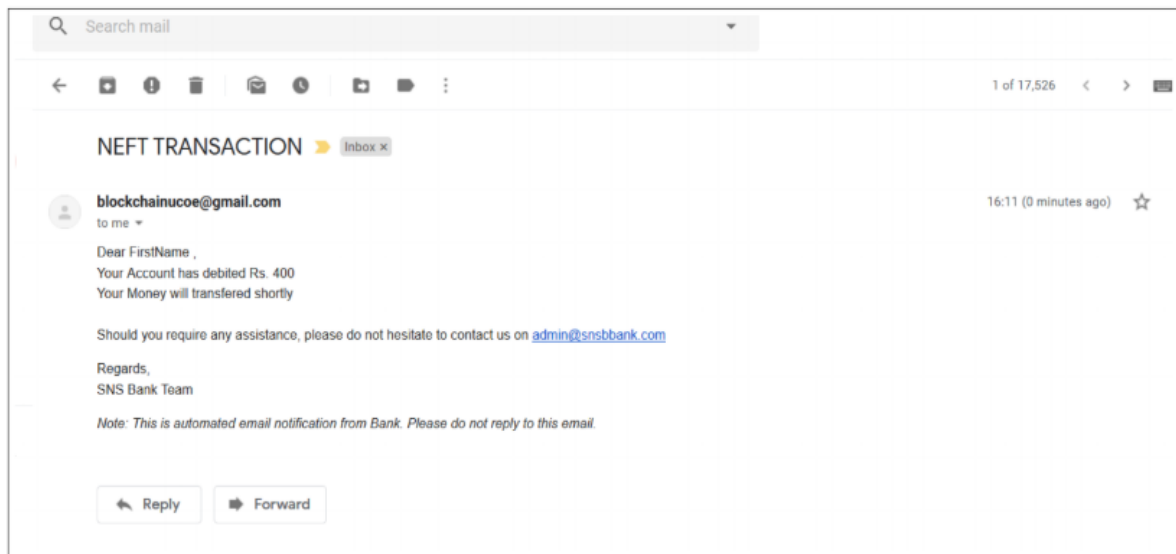 Search mail
1 of 17,526
NEFT TRANSACTION Inbox ×
blockchainucoe@gmail.com 16:11 (0 minutes ago)
to me
Dear FirstName ,
Your Account has debited Rs. 400
Your Money will transfered shortly
Should you require any assistance, please do not hesitate to contact us on admin@snsbbank.com
Regards,
SNS Bank Team
Note: This is automated email notification from Bank. Please do not reply to this email.
Reply Forward